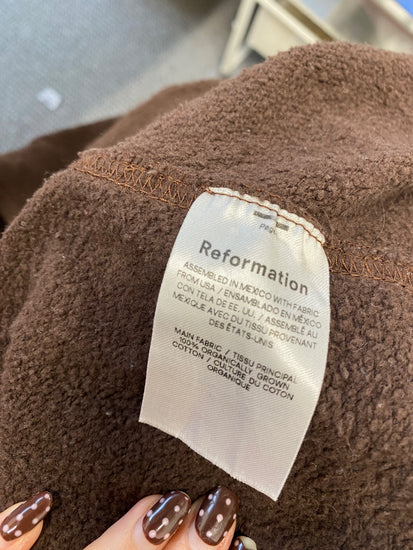 Reformation
ASSEMBLED IN MEXICO WITH FABRIC
FROM USA / ENSAMBLADO EN MÉXICO
CON TELA DE EE. UU. / ASSEMBLÉ AU
MEXIQUE AVEC DU TISSU PROVENANT
DES ÉTATS-UNIS
MAIN FABRIC / TISSU PRINCIPAL
100% ORGANICALLY GROWN
COTTON / CULTURE DU COTON
ORGANIQUE